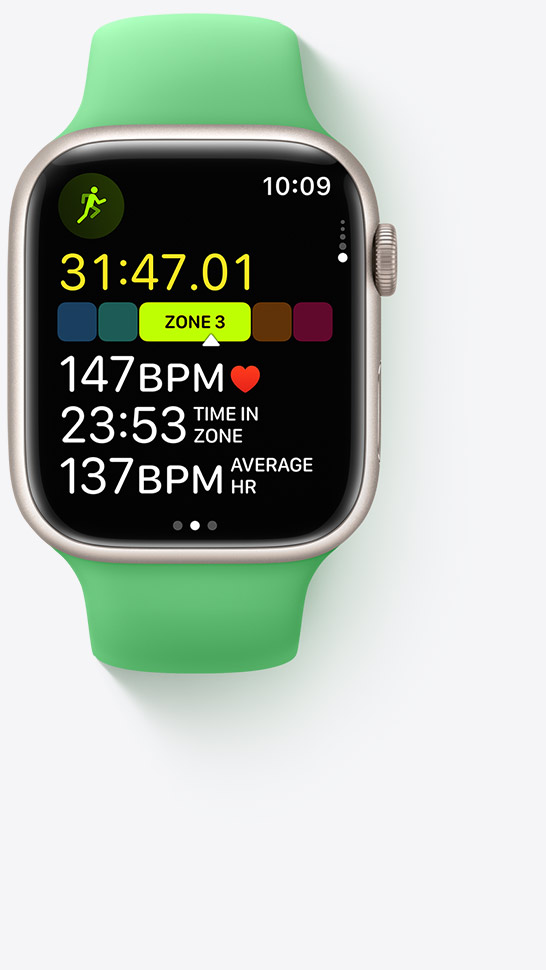 10:09
31:47.01
ZONE 3
147BPM
23:53 TIME IN
ZONE
137BPM AVERAGE
HR